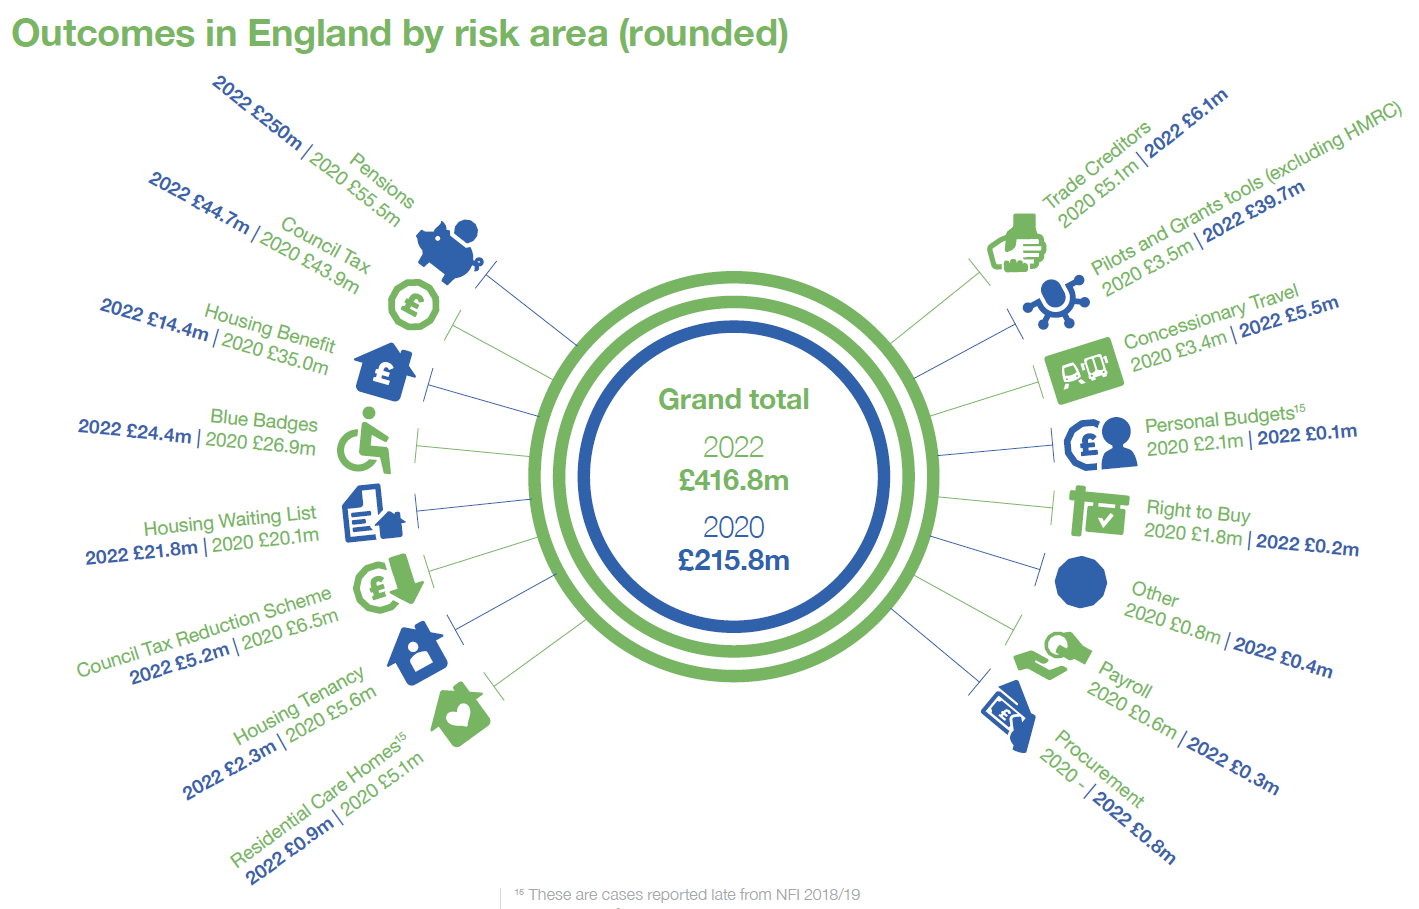 Outcomes in England by risk area (rounded)
Pensions
2022 £250m | 2020 £55.5m
Council Tax
2022 £44.7m | 2020 £43.9m
Housing Benefit
2022 £14.4m | 2020 £35.0m
Blue Badges
2022 £24.4m | 2020 £26.9m
Housing Waiting List
2022 £21.8m | 2020 £20.1m
Council Tax Reduction Scheme
2022 £5.2m | 2020 £6.5m
Housing Tenancy
2022 £2.3m | 2020 £5.6m
Residential Care Homes¹⁵
2022 £0.9m | 2020 £5.1m
Grand total
2022
£416.8m
2020
£215.8m
Trade Creditors
2020 £5.1m | 2022 £6.1m
Pilots and Grants tools (excluding HMRC)
2020 £3.5m | 2022 £39.7m
Concessionary Travel
2020 £3.4m | 2022 £5.5m
Personal Budgets¹⁵
2020 £2.1m | 2022 £0.1m
Right to Buy
2020 £1.8m | 2022 £0.2m
Other
2020 £0.8m | 2022 £0.4m
Payroll
2020 £0.6m | 2022 £0.3m
Procurement
2020 - | 2022 £0.8m
¹⁵ These are cases reported late from NFI 2018/19